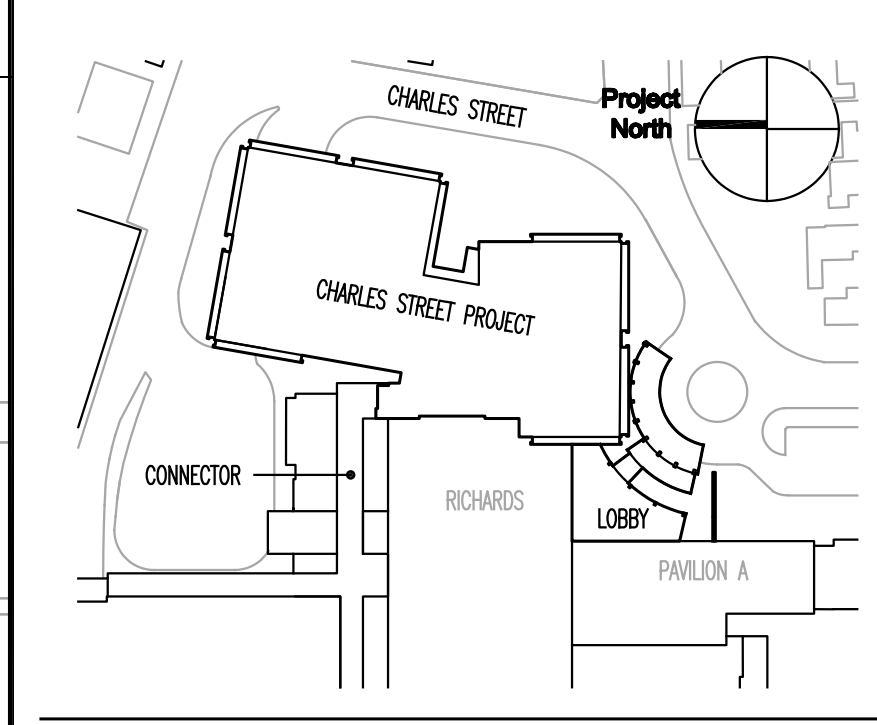 CHARLES STREET
Project
North
CHARLES STREET PROJECT
CONNECTOR
RICHARDS
LOBBY
PAVILION A